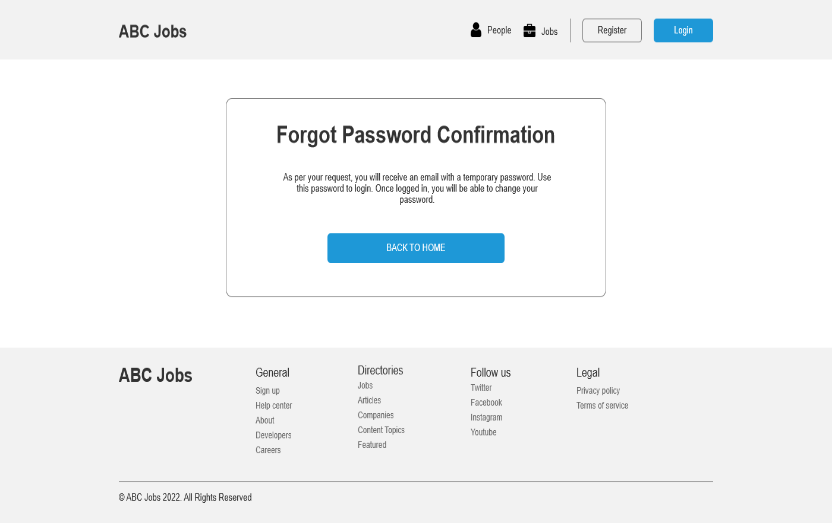 ABC Jobs
People
Jobs
Register
Login
Forgot Password Confirmation
As per your request, you will receive an email with a temporary password. Use
this password to login. Once logged in, you will be able to change your
password.
BACK TO HOME
ABC Jobs
General
Sign up
Help center
About
Developers
Careers
Directories
Jobs
Articles
Companies
Content Topics
Featured
Follow us
Twitter
Facebook
Instagram
Youtube
Legal
Privacy policy
Terms of service
© ABC Jobs 2022. All Rights Reserved